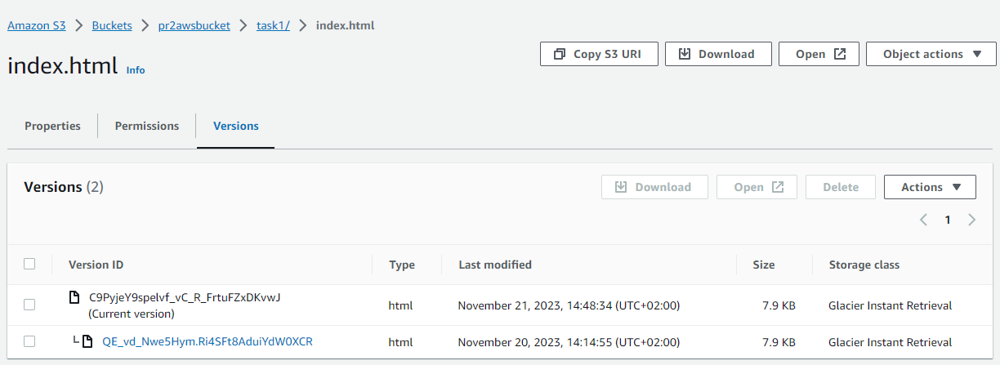 Amazon S3 > Buckets > pr2awsbucket > task1/ > index.html
index.html Info
Copy S3 URI Download Open Object actions
Properties Permissions Versions
Versions (2)
Download Open Delete Actions
1
Version ID Type Last modified Size Storage class
C9PyjeY9spelvf_vC_R_FrtuFZxDKvwJ
(Current version) html November 21, 2023, 14:48:34 (UTC+02:00) 7.9 KB Glacier Instant Retrieval
QE_vd_Nwe5Hym.Ri4SFt8AduiYdW0XCR html November 20, 2023, 14:14:55 (UTC+02:00) 7.9 KB Glacier Instant Retrieval